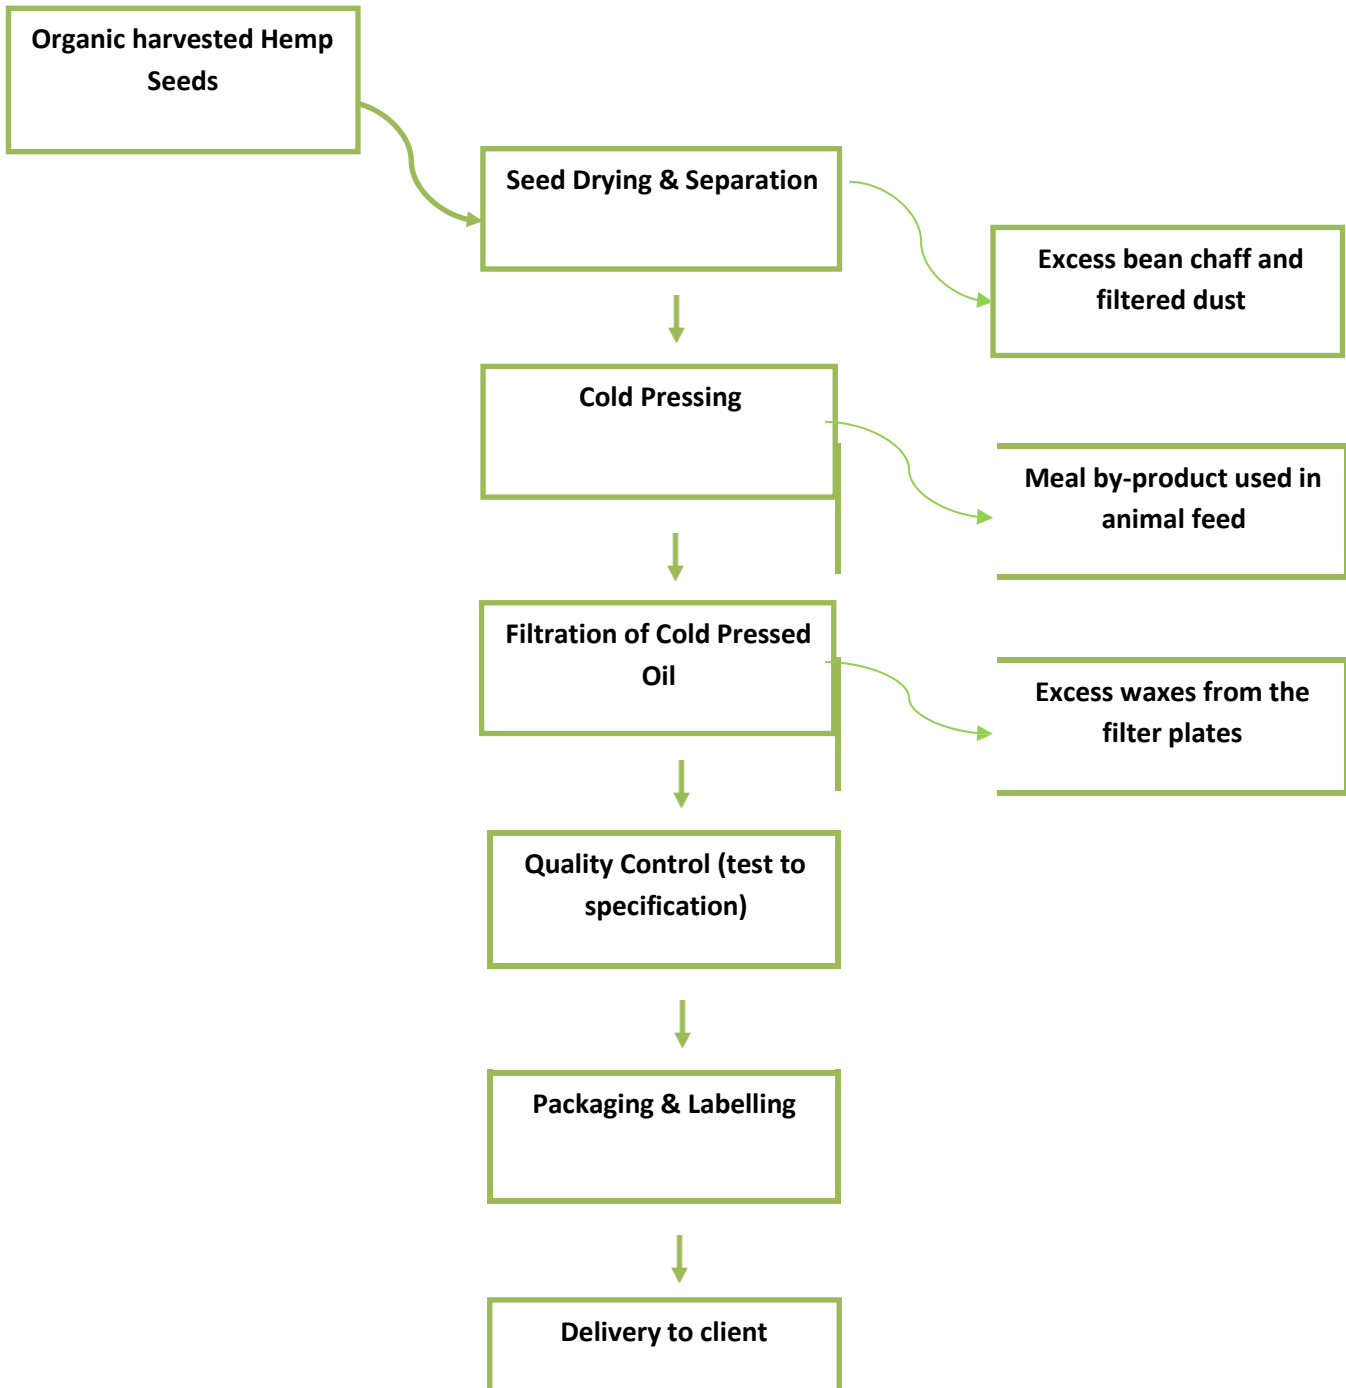 Organic harvested Hemp
Seeds
Seed Drying & Separation
Excess bean chaff and
filtered dust
Cold Pressing
Meal by-product used in
animal feed
Filtration of Cold Pressed
Oil
Excess waxes from the
filter plates
Quality Control (test to
specification)
Packaging & Labelling
Delivery to client